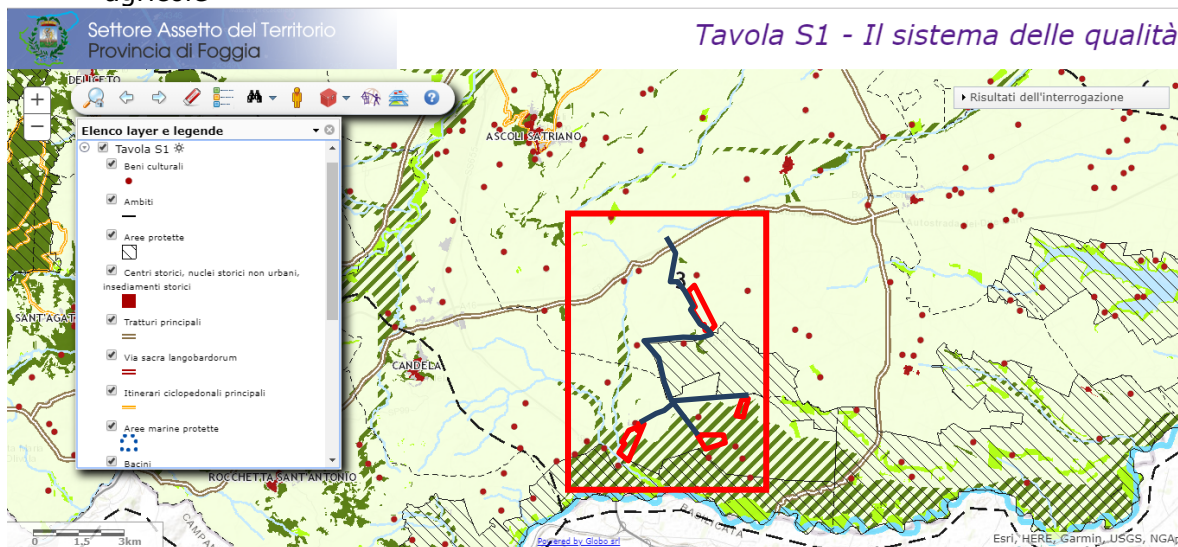 agricole
Settore Assetto del Territorio
Provincia di Foggia
Tavola S1 - Il sistema delle qualità
DELICETO
+
−
?
Risultati dell'interrogazione
Elenco layer e legende
Tavola S1
Beni culturali
Ambiti
Aree protette
Centri storici, nuclei storici non urbani,
insediamenti storici
Tratturi principali
Via sacra langobardorum
Itinerari ciclopedonali principali
Aree marine protette
Bacini
ASCOLI SATRIANO
3
SANT'AGAT
CANDELA
ROCCHETTA SANT'ANTONIO
CAMPAN
BASILICATA
0 1,5 3km
Powered by Globo srl
Esri, HERE, Garmin, USGS, NGA